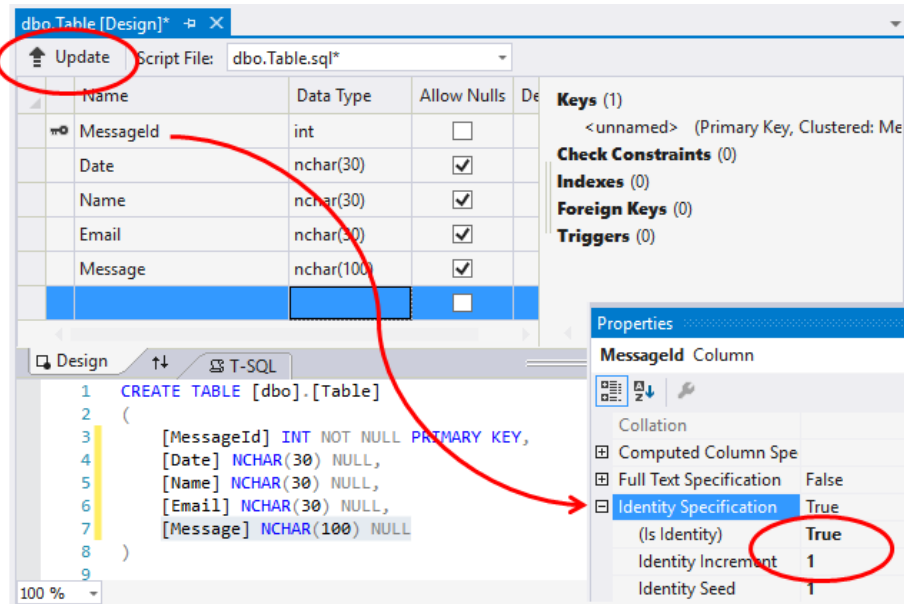 dbo.Table [Design]*
Update Script File: dbo.Table.sql*
Name Data Type Allow Nulls De
MessageId int
Date nchar(30)
Name nchar(30)
Email nchar(30)
Message nchar(100)
Keys (1)
<unnamed> (Primary Key, Clustered: Me
Check Constraints (0)
Indexes (0)
Foreign Keys (0)
Triggers (0)
Design T-SQL
1 CREATE TABLE [dbo].[Table]
2 (
3 [MessageId] INT NOT NULL PRIMARY KEY,
4 [Date] NCHAR(30) NULL,
5 [Name] NCHAR(30) NULL,
6 [Email] NCHAR(30) NULL,
7 [Message] NCHAR(100) NULL
8 )
9
100 %
Properties
MessageId Column
Collation
Computed Column Spe
Full Text Specification False
Identity Specification True
(Is Identity) True
Identity Increment 1
Identity Seed 1